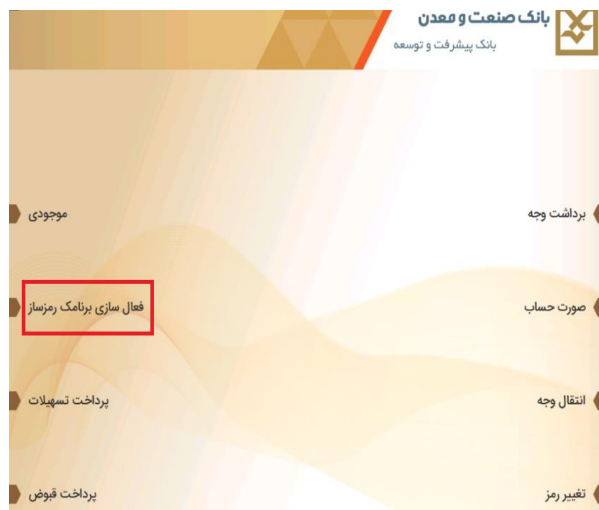 بانک صنعت و معدن
بانک پیشرفت و توسعه
برداشت وجه
موجودی
صورت حساب
فعال سازی برنامک رمزساز
انتقال وجه
پرداخت تسهیلات
تغییر رمز
پرداخت قبوض